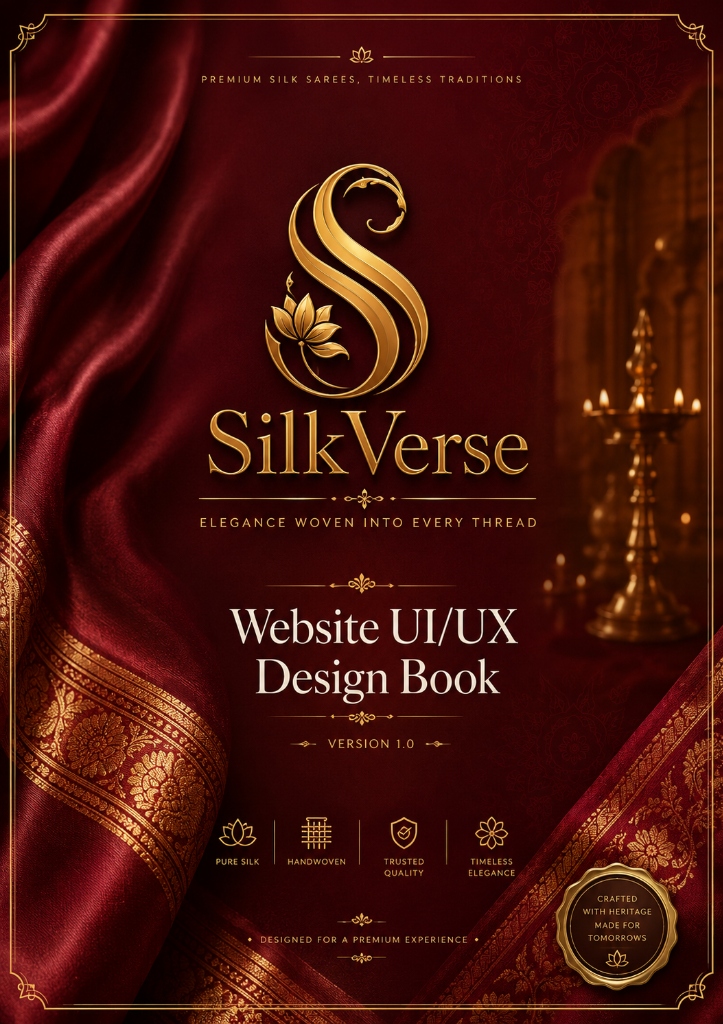 PREMIUM SILK SAREES, TIMELESS TRADITIONS
SilkVerse
ELEGANCE WOVEN INTO EVERY THREAD
Website UI/UX
Design Book
VERSION 1.0
PURE SILK
HANDWOVEN
TRUSTED
QUALITY
TIMELESS
ELEGANCE
• DESIGNED FOR A PREMIUM EXPERIENCE •
CRAFTED
WITH HERITAGE
MADE FOR
TOMORROWS